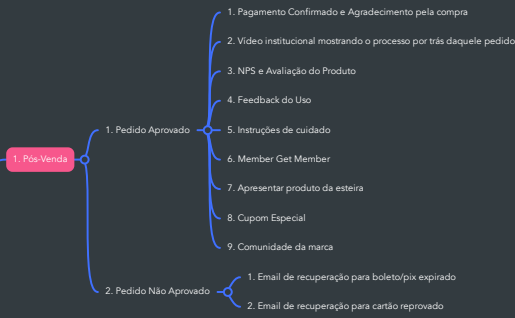 1. Pagamento Confirmado e Agradecimento pela compra
2. Vídeo institucional mostrando o processo por trás daquele pedido
3. NPS e Avaliação do Produto
4. Feedback do Uso
1. Pedido Aprovado
5. Instruções de cuidado
1. Pós-Venda
6. Member Get Member
7. Apresentar produto da esteira
8. Cupom Especial
9. Comunidade da marca
2. Pedido Não Aprovado
1. Email de recuperação para boleto/pix expirado
2. Email de recuperação para cartão reprovado